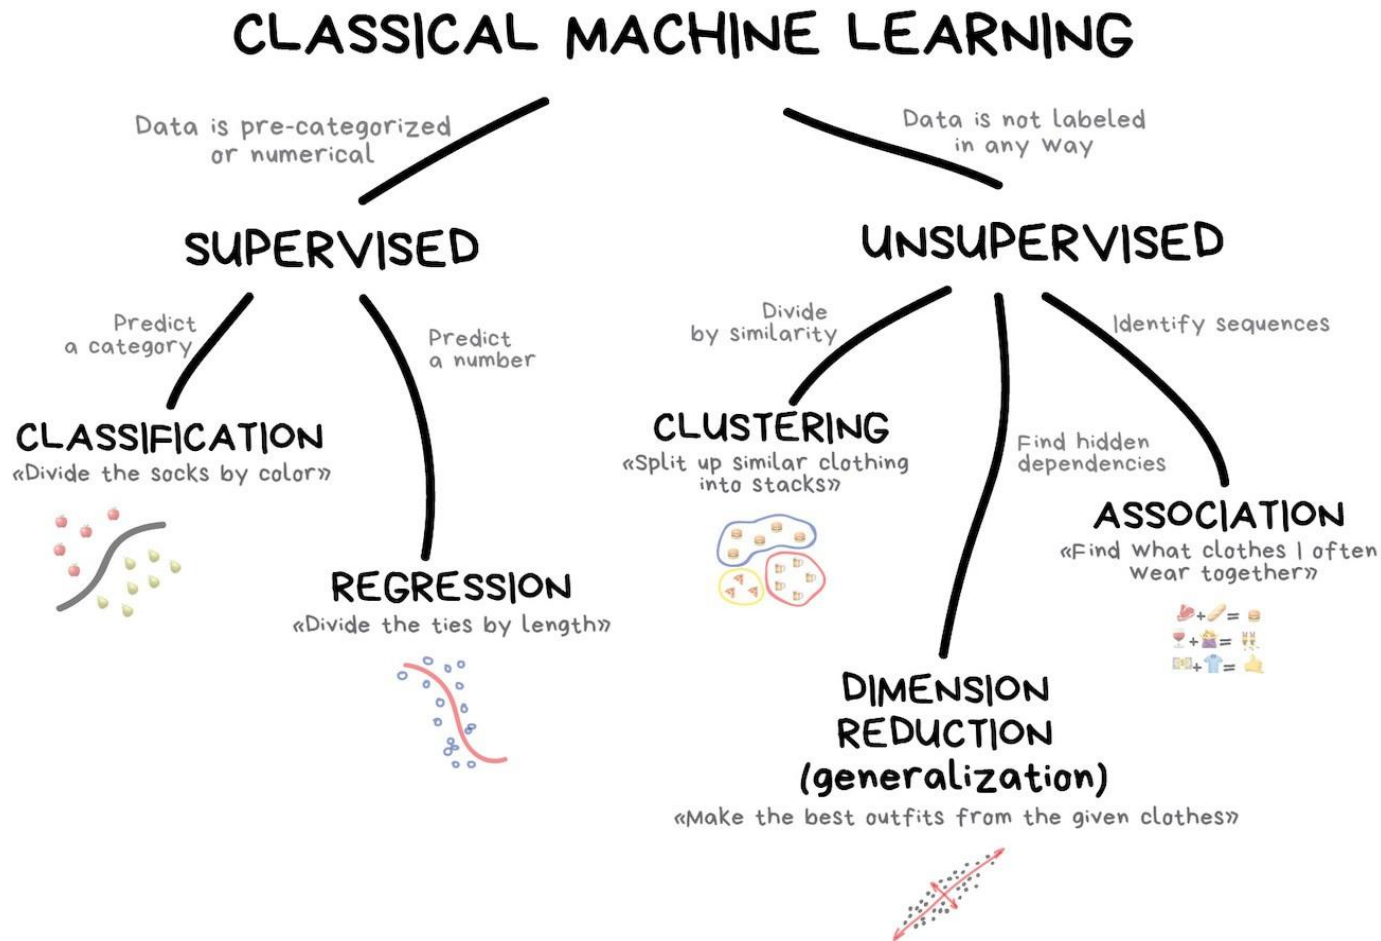 CLASSICAL MACHINE LEARNING
Data is pre-categorized
or numerical
Data is not labeled
in any way
SUPERVISED
UNSUPERVISED
Predict
a category
Predict
a number
Divide
by similarity
Identify sequences
CLASSIFICATION
«Divide the socks by color»
CLUSTERING
«Split up similar clothing
into stacks»
Find hidden
dependencies
ASSOCIATION
«Find what clothes I often
wear together»
REGRESSION
«Divide the ties by length»
+ =
+ =
+ =
DIMENSION
REDUCTION
(generalization)
«Make the best outfits from the given clothes»